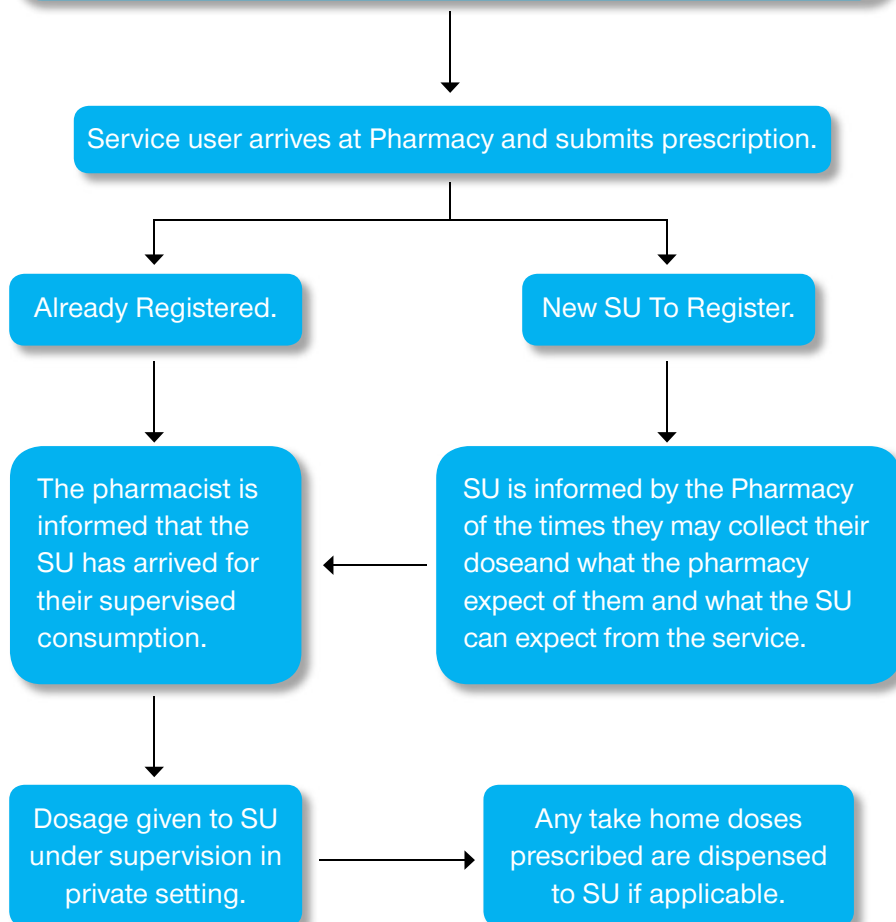 Service user arrives at Pharmacy and submits prescription.
Already Registered.
New SU To Register.
The pharmacist is
informed that the
SU has arrived for
their supervised
consumption.
SU is informed by the Pharmacy
of the times they may collect their
doseand what the pharmacy
expect of them and what the SU
can expect from the service.
Dosage given to SU
under supervision in
private setting.
Any take home doses
prescribed are dispensed
to SU if applicable.